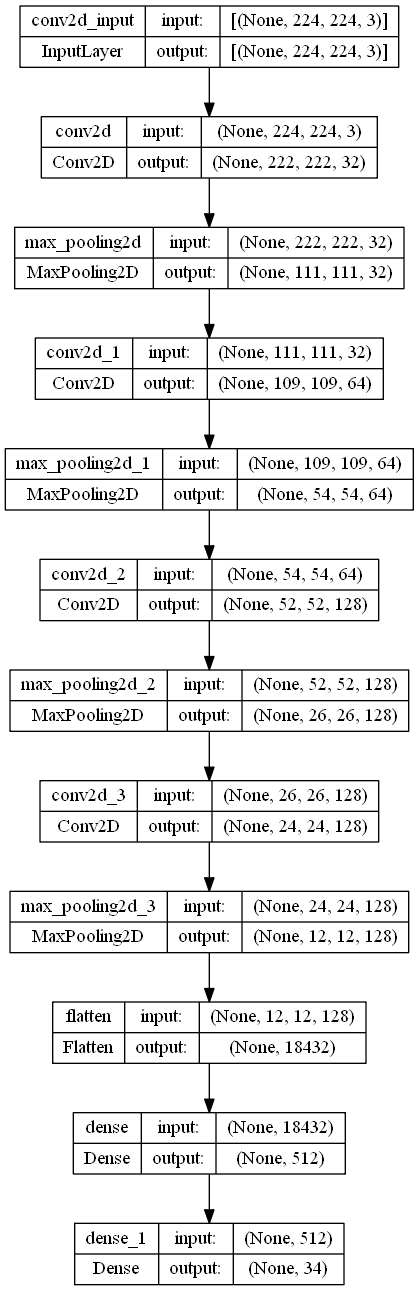 conv2d_input input: [(None, 224, 224, 3)]
InputLayer output: [(None, 224, 224, 3)]
conv2d input: (None, 224, 224, 3)
Conv2D output: (None, 222, 222, 32)
max_pooling2d input: (None, 222, 222, 32)
MaxPooling2D output: (None, 111, 111, 32)
conv2d_1 input: (None, 111, 111, 32)
Conv2D output: (None, 109, 109, 64)
max_pooling2d_1 input: (None, 109, 109, 64)
MaxPooling2D output: (None, 54, 54, 64)
conv2d_2 input: (None, 54, 54, 64)
Conv2D output: (None, 52, 52, 128)
max_pooling2d_2 input: (None, 52, 52, 128)
MaxPooling2D output: (None, 26, 26, 128)
conv2d_3 input: (None, 26, 26, 128)
Conv2D output: (None, 24, 24, 128)
max_pooling2d_3 input: (None, 24, 24, 128)
MaxPooling2D output: (None, 12, 12, 128)
flatten input: (None, 12, 12, 128)
Flatten output: (None, 18432)
dense input: (None, 18432)
Dense output: (None, 512)
dense_1 input: (None, 512)
Dense output: (None, 34)